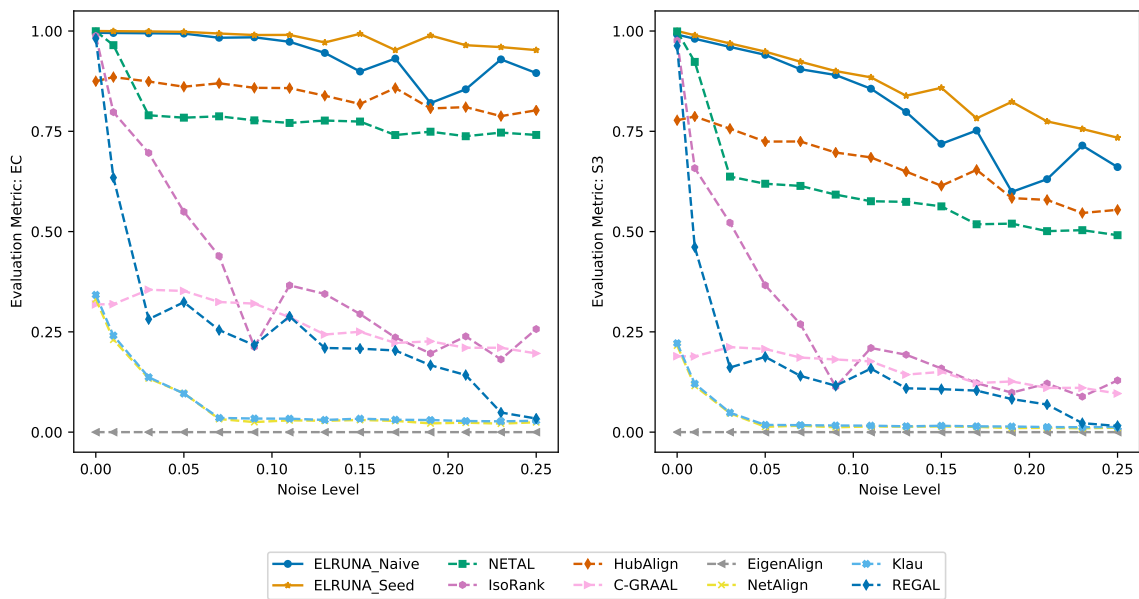 1.00
0.75
0.50
0.25
0.00
Evaluation Metric: EC
0.00 0.05 0.10 0.15 0.20 0.25
Noise Level
1.00
0.75
0.50
0.25
0.00
Evaluation Metric: S3
0.00 0.05 0.10 0.15 0.20 0.25
Noise Level
ELRUNA_Naive NETAL HubAlign EigenAlign Klau
ELRUNA_Seed IsoRank C-GRAAL NetAlign REGAL